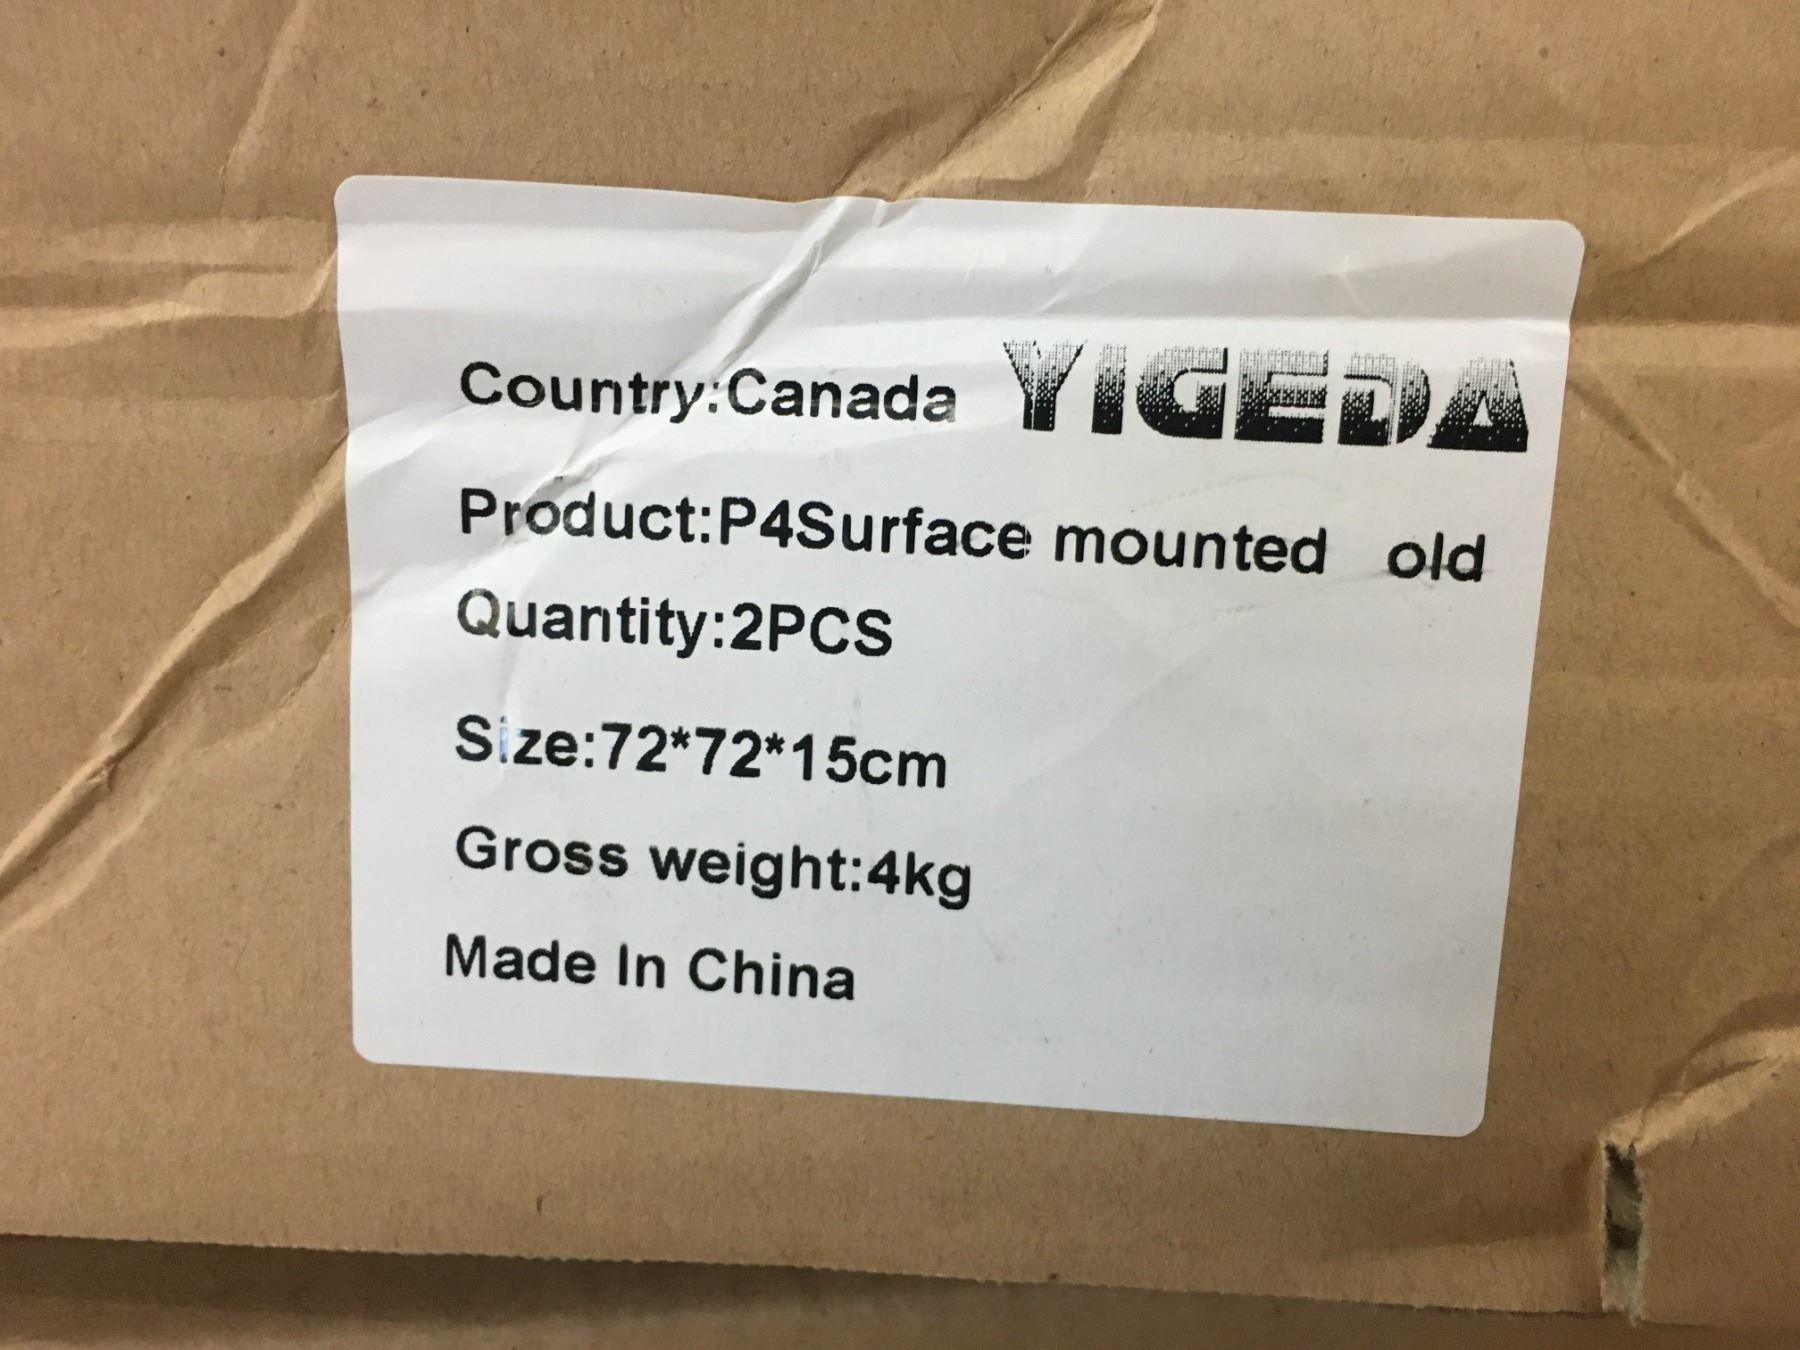 Country:Canada YIGEDA
Product:P4Surface mounted old
Quantity:2PCS
Size:72*72*15cm
Gross weight:4kg
Made In China